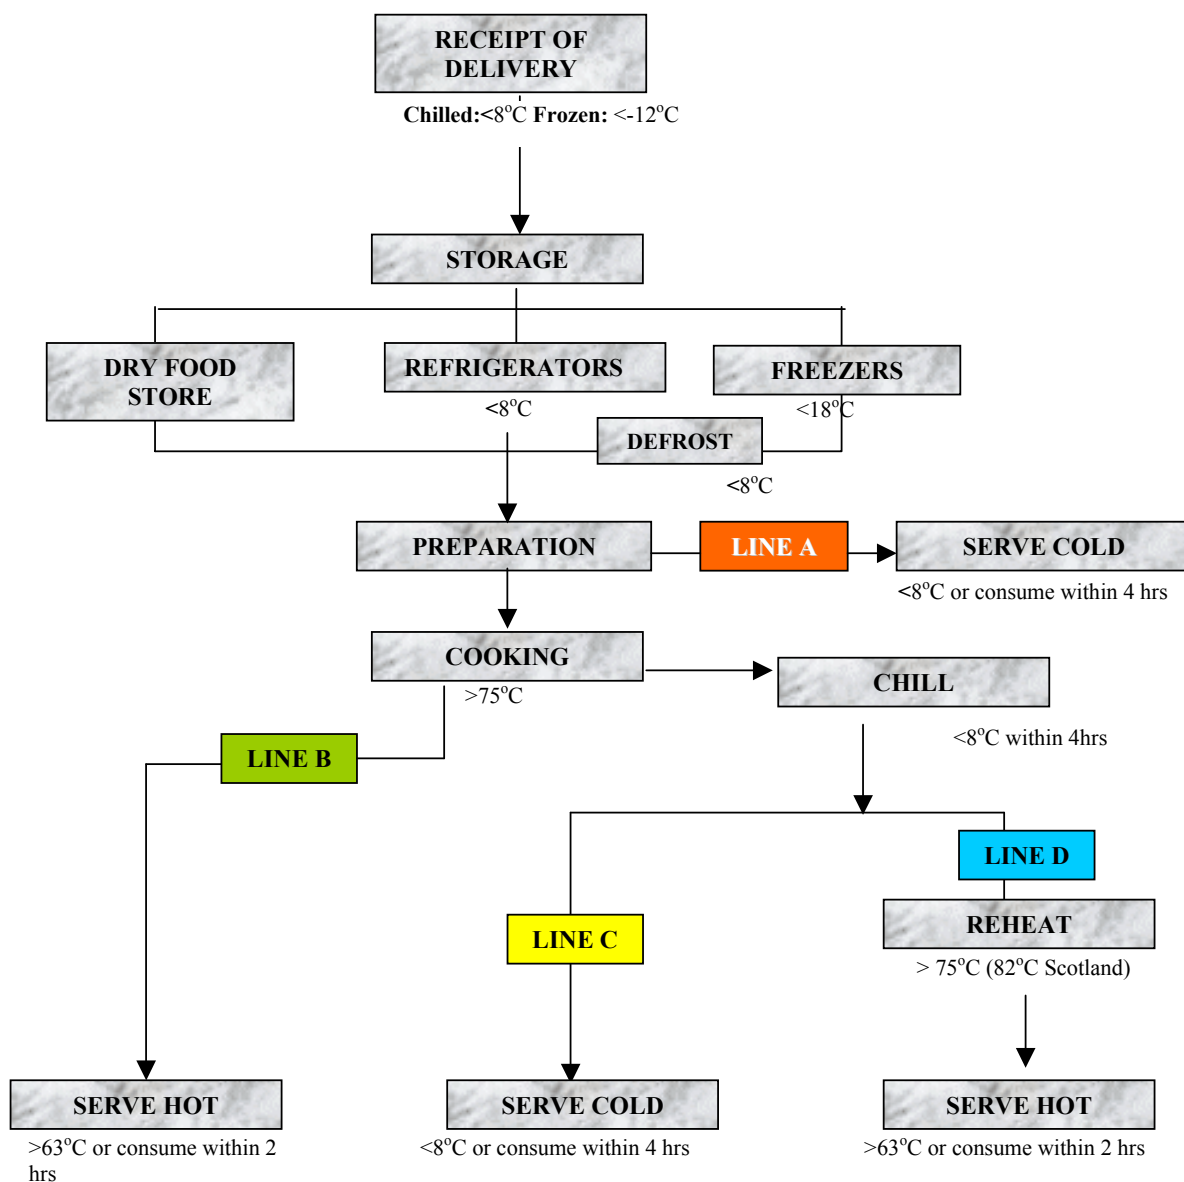 RECEIPT OF
DELIVERY
Chilled:<8°C Frozen: <-12°C
STORAGE
DRY FOOD
STORE
REFRIGERATORS
<8°C
FREEZERS
<18°C
DEFROST
<8°C
PREPARATION
LINE A
SERVE COLD
<8°C or consume within 4 hrs
COOKING
>75°C
CHILL
<8°C within 4hrs
LINE B
LINE D
REHEAT
> 75°C (82°C Scotland)
LINE C
SERVE HOT
>63°C or consume within 2
hrs
SERVE COLD
<8°C or consume within 4 hrs
SERVE HOT
>63°C or consume within 2 hrs